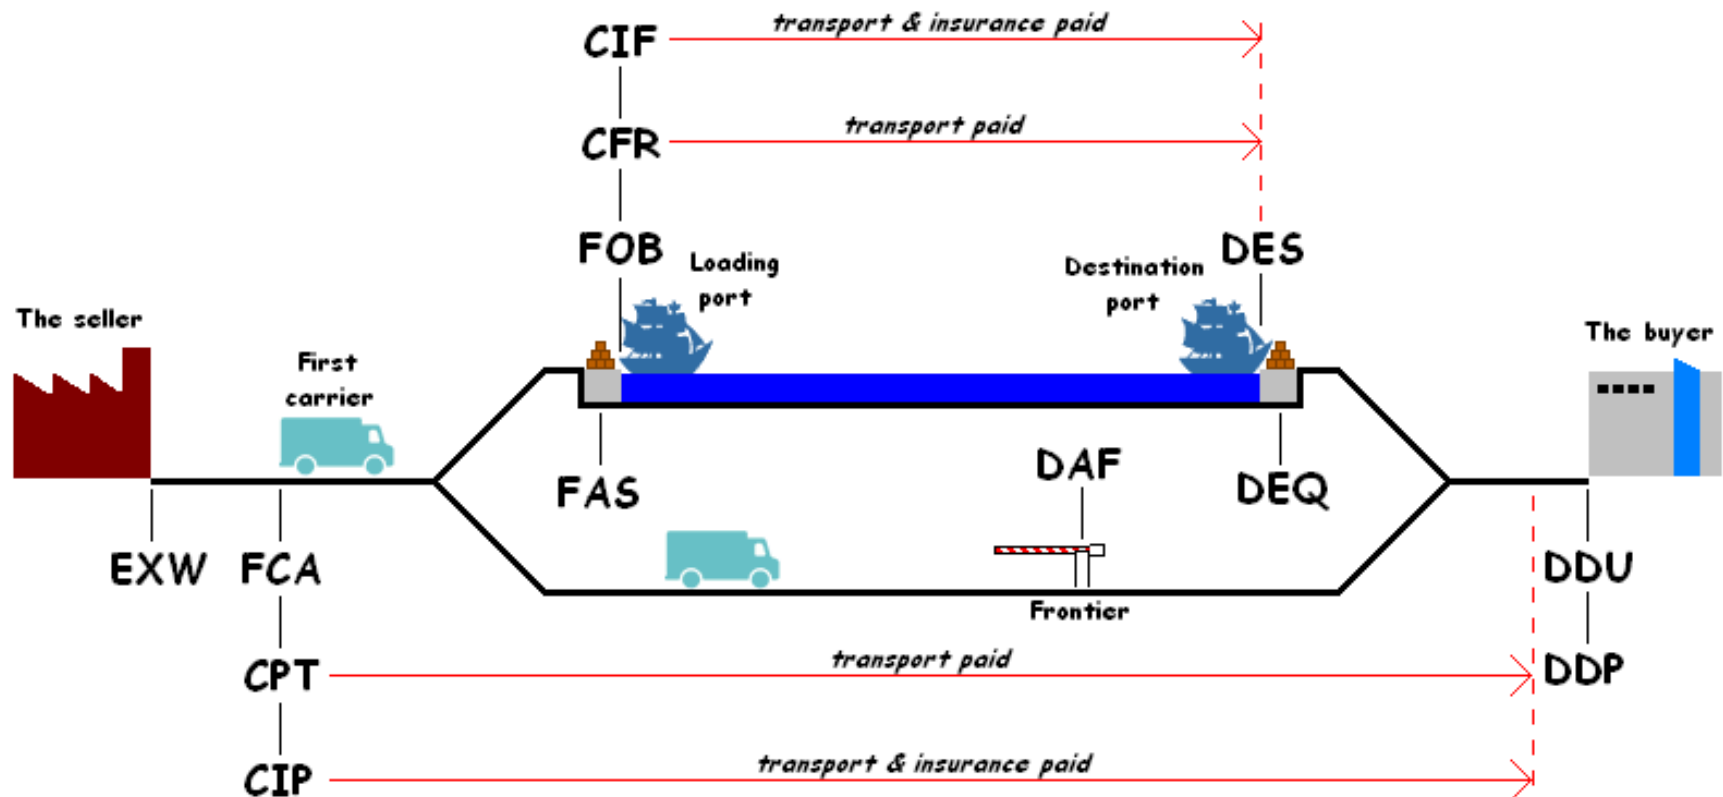 transport & insurance paid
CIF
transport paid
CFR
FOB
Loading
port
Destination
port
DES
The seller
First
carrier
The buyer
FAS
DAF
DEQ
EXW
FCA
Frontier
DDU
transport paid
CPT
DDP
transport & insurance paid
CIP